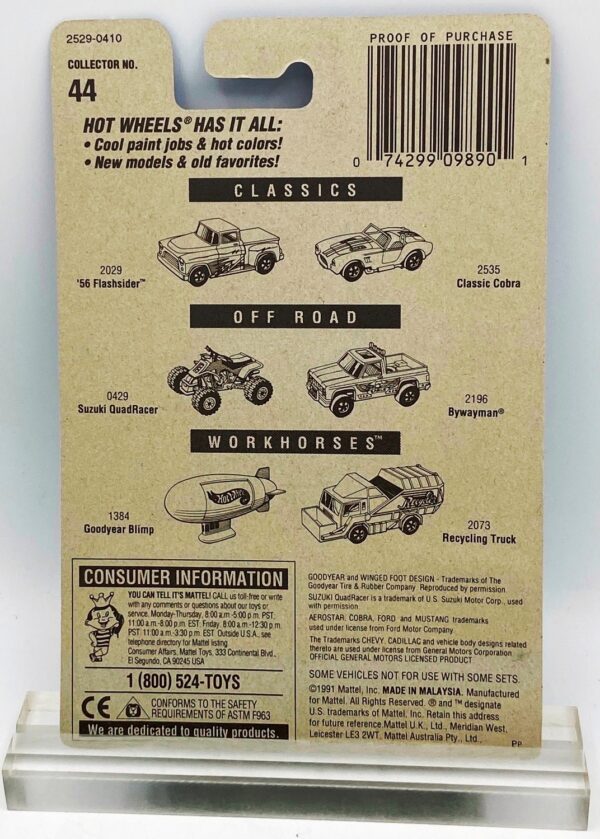 2529-0410
PROOF OF PURCHASE
COLLECTOR NO.
44
0 74299 09890 1
HOT WHEELS® HAS IT ALL:
• Cool paint jobs & hot colors!
• New models & old favorites!
CLASSICS
2029
'56 Flashsider™
2535
Classic Cobra
OFF ROAD
0429
Suzuki QuadRacer
2196
Bywayman®
WORKHORSES™
Hot Wheels
1384
Goodyear Blimp
Recycle
2073
Recycling Truck
CONSUMER INFORMATION
YOU CAN TELL IT'S MATTEL! CALL us toll-free or write
with any comments or questions about our toys or
service. Monday-Thursday, 8:00 a.m.-5:00 p.m. PST;
11:00 a.m.-8:00 p.m. EST. Friday, 8:00 a.m.-12:30 p.m.
PST; 11:00 a.m.-3:30 p.m. EST. Outside U.S.A., see
telephone directory for Mattel listing.
Consumer Affairs, Mattel Toys, 333 Continental Blvd.,
El Segundo, CA 90245 USA
1 (800) 524-TOYS
CE
CONFORMS TO THE SAFETY
REQUIREMENTS OF ASTM F963
We are dedicated to quality products.
GOODYEAR and WINGED FOOT DESIGN - Trademarks of The
Goodyear Tire & Rubber Company. Reproduced by permission.
SUZUKI QuadRacer is a trademark of U.S. Suzuki Motor Corp., used
with permission.
AEROSTAR, COBRA, FORD and MUSTANG trademarks
used under license from Ford Motor Company
The Trademarks CHEVY, CADILLAC and vehicle body designs related
thereto are used under license from General Motors Corporation.
OFFICIAL GENERAL MOTORS LICENSED PRODUCT
SOME VEHICLES NOT FOR USE WITH SOME SETS.
©1991 Mattel, Inc. MADE IN MALAYSIA. Manufactured
for Mattel. All Rights Reserved. ® and ™ designate
U.S. trademarks of Mattel, Inc. Retain this address
for future reference. Mattel U.K., Ltd., Meridian West,
Leicester LE3 2WT. Mattel Australia Pty., Ltd.,
PP